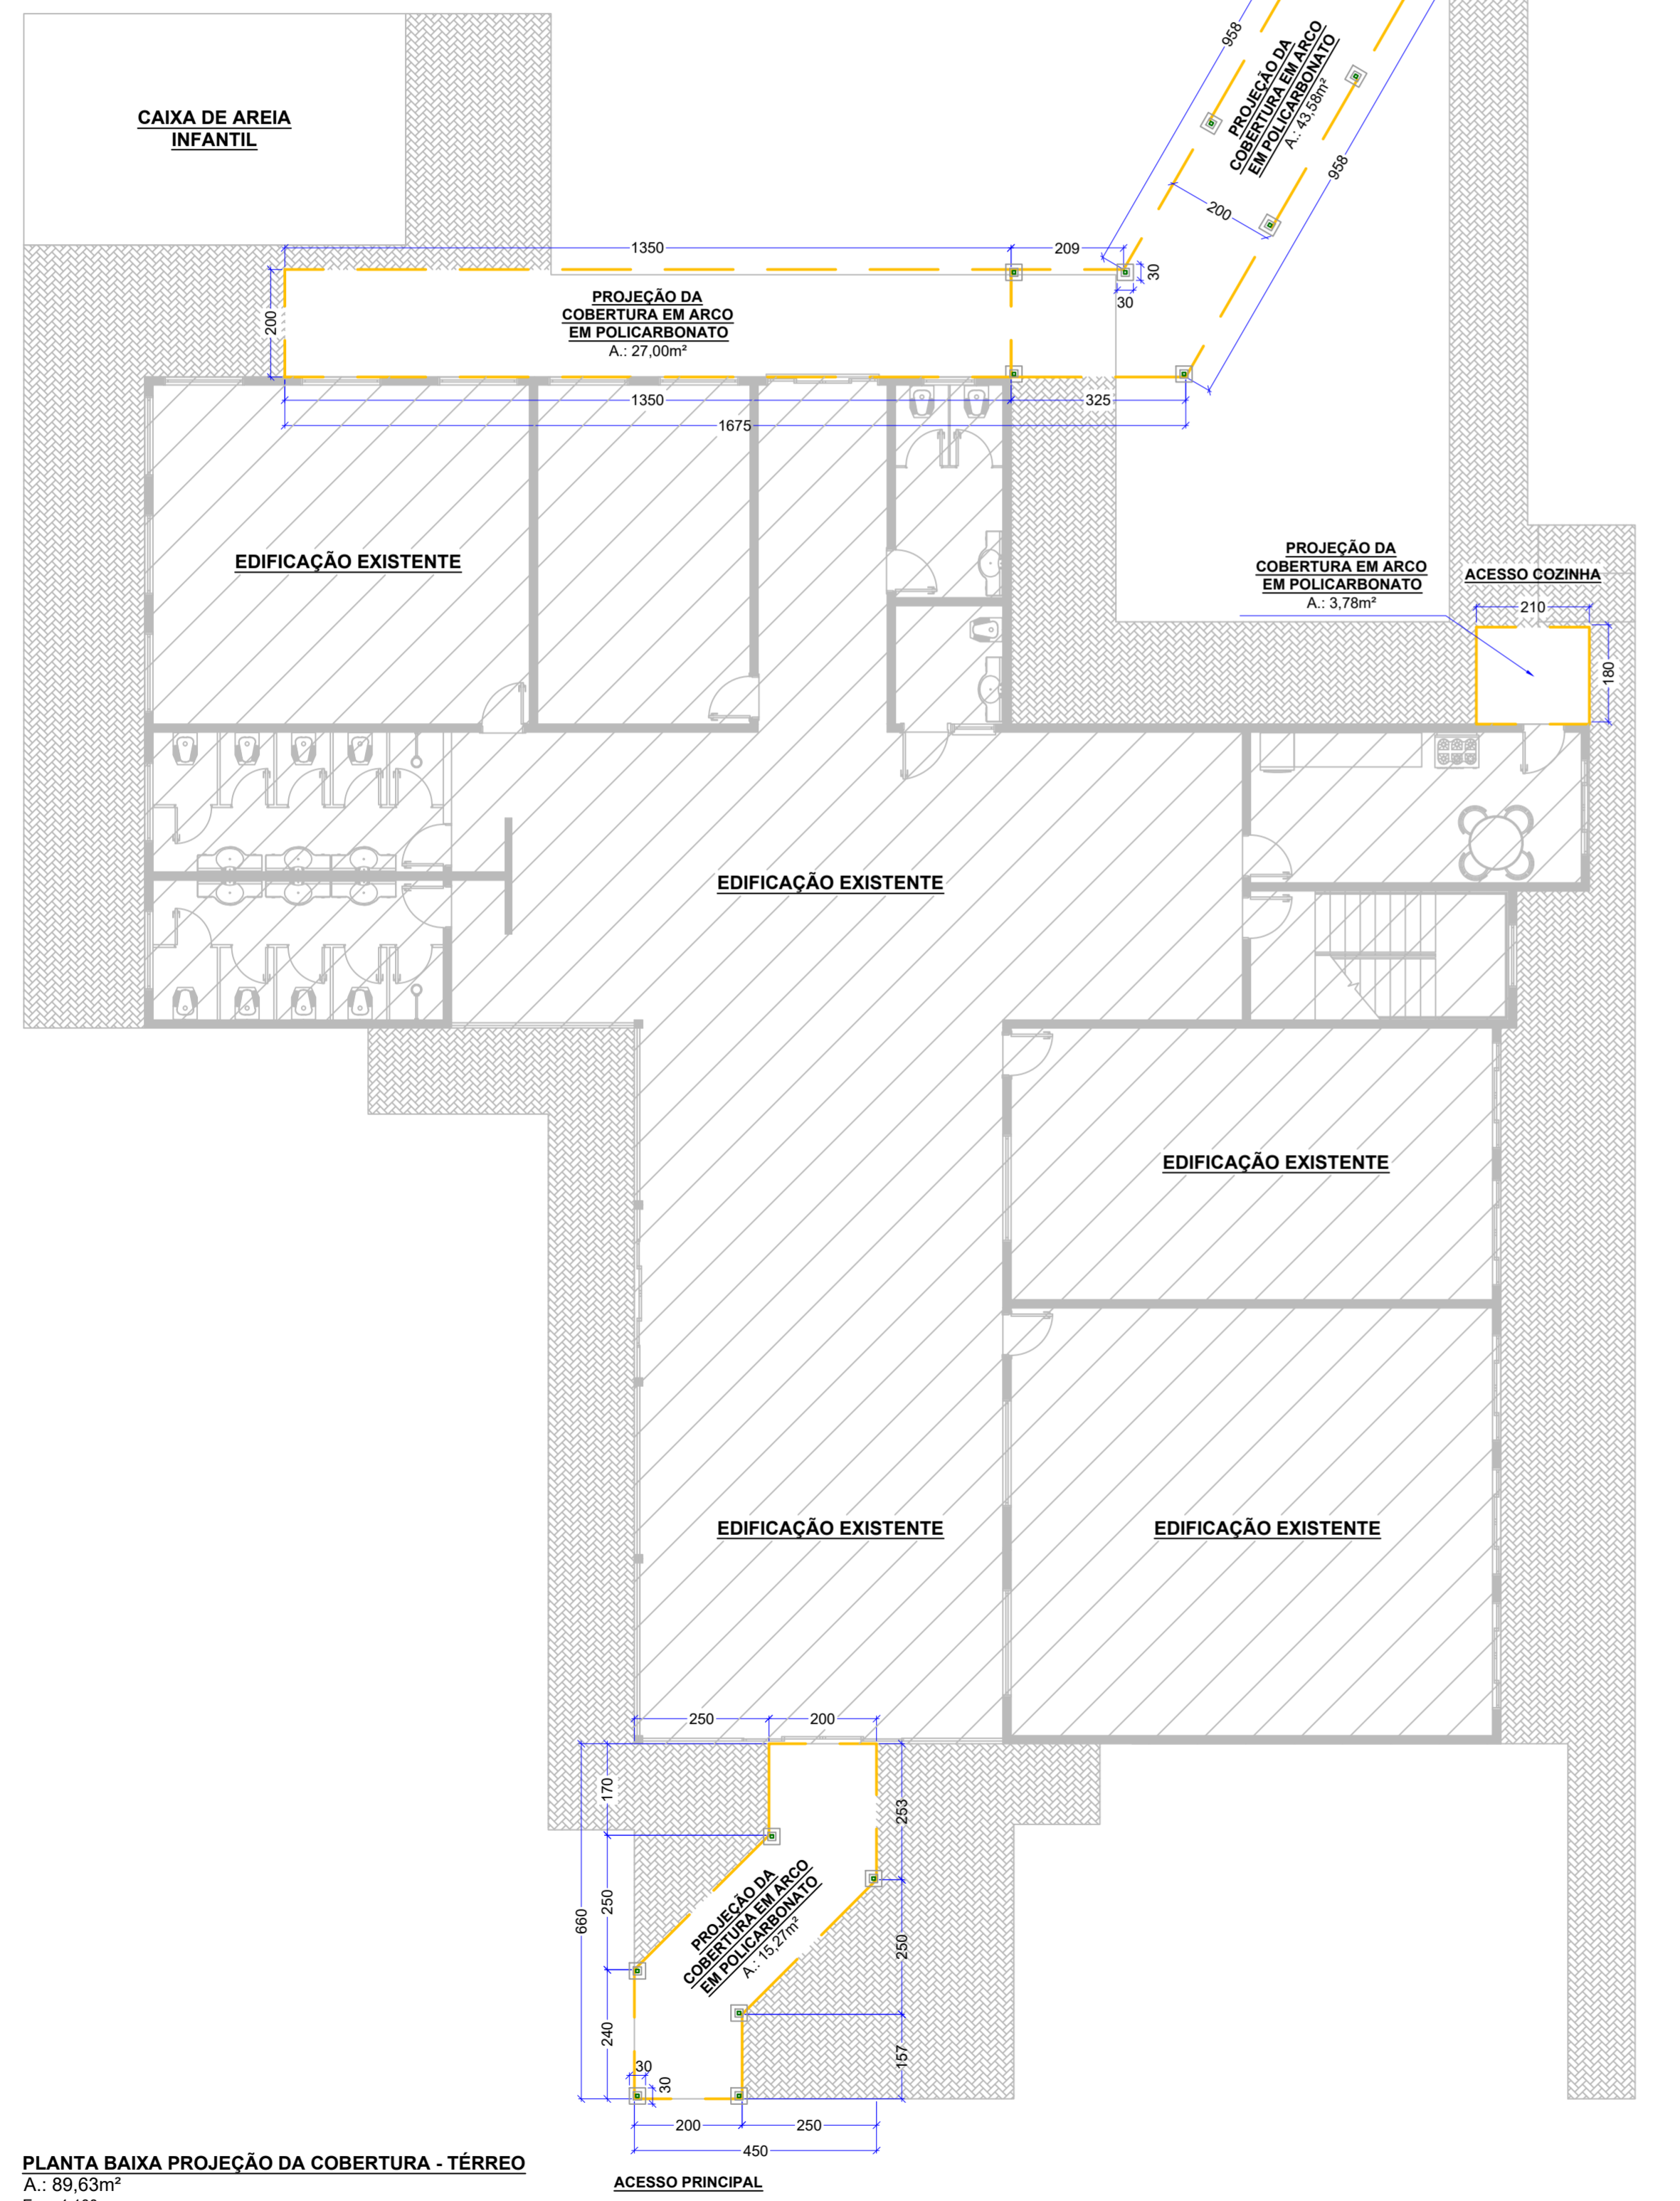 958
PROJEÇÃO DA
COBERTURA EM ARCO
EM POLICARBONATO
A.: 43,58m²
958
200
CAIXA DE AREIA
INFANTIL
1350
209
30
30
200
PROJEÇÃO DA
COBERTURA EM ARCO
EM POLICARBONATO
A.: 27,00m²
1350
325
1675
EDIFICAÇÃO EXISTENTE
PROJEÇÃO DA
COBERTURA EM ARCO
EM POLICARBONATO
A.: 3,78m²
ACESSO COZINHA
210
180
EDIFICAÇÃO EXISTENTE
EDIFICAÇÃO EXISTENTE
EDIFICAÇÃO EXISTENTE
EDIFICAÇÃO EXISTENTE
250
200
170
253
250
660
PROJEÇÃO DA
COBERTURA EM ARCO
EM POLICARBONATO
A.: 15,27m²
250
240
157
30
30
200
250
450
PLANTA BAIXA PROJEÇÃO DA COBERTURA - TÉRREO
A.: 89,63m²
ACESSO PRINCIPAL